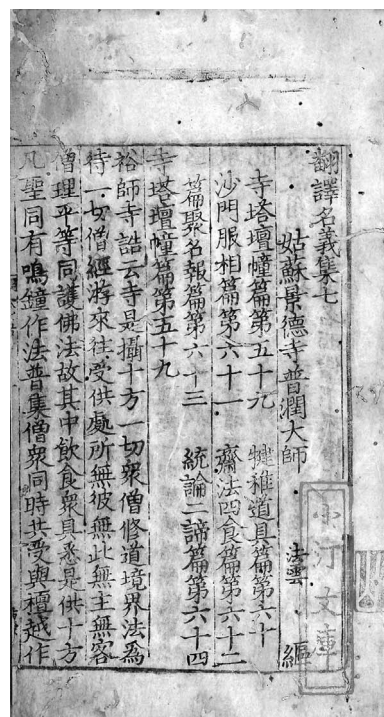 翻譯名義集七
姑蘇景德寺普潤大師 法雲 編
寺塔壇幢篇第五十九 犍稚道具篇第六十
沙門服相篇第六十一 齋法四食篇第六十二
篇聚名報篇第六十三 統論二諦篇第六十四
寺塔壇幢篇第五十九
裕師寺誥云寺是攝十方一切衆僧修道境界法爲
待一切僧經游來往受供處所無彼無此無主無客
僧理平等同護佛法故其中飲食衆具悉是供十方
凡聖同有鳴鐘作法普集僧衆同時共受與檀越作
汀文庫